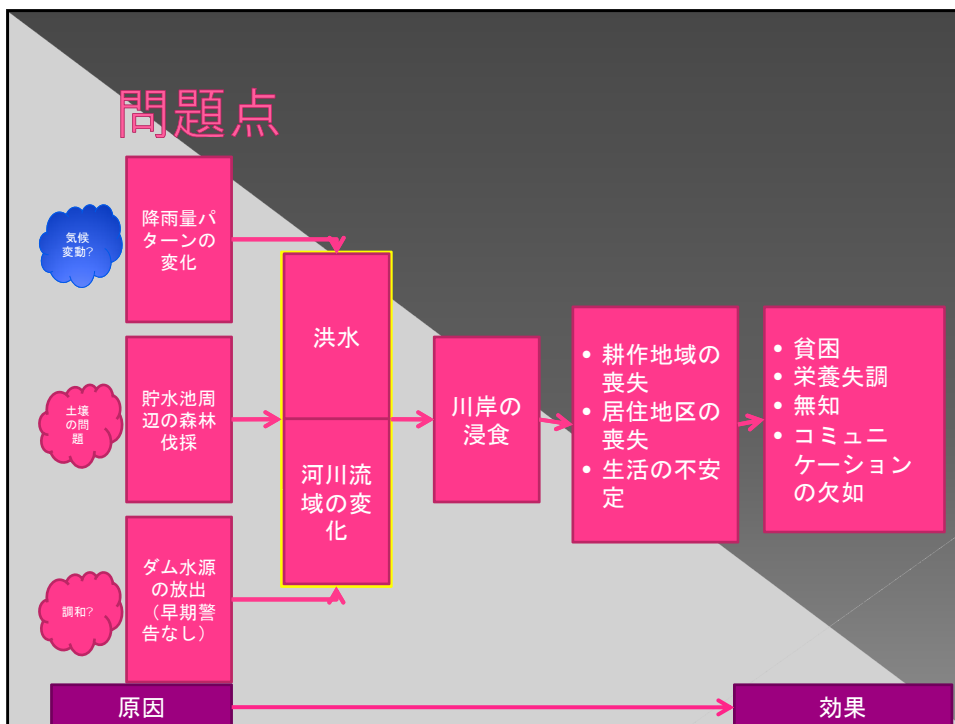 問題点
気候
変動?
降雨量パ
ターンの
変化
土壌
の問
題
貯水池周
辺の森林
伐採
調和?
ダム水源
の放出
（早期警
告なし）
洪水
河川流
域の変
化
川岸の
浸食
• 耕作地域の
喪失
• 居住地区の
喪失
• 生活の不安
定
• 貧困
• 栄養失調
• 無知
• コミュニ
ケーション
の欠如
原因
効果